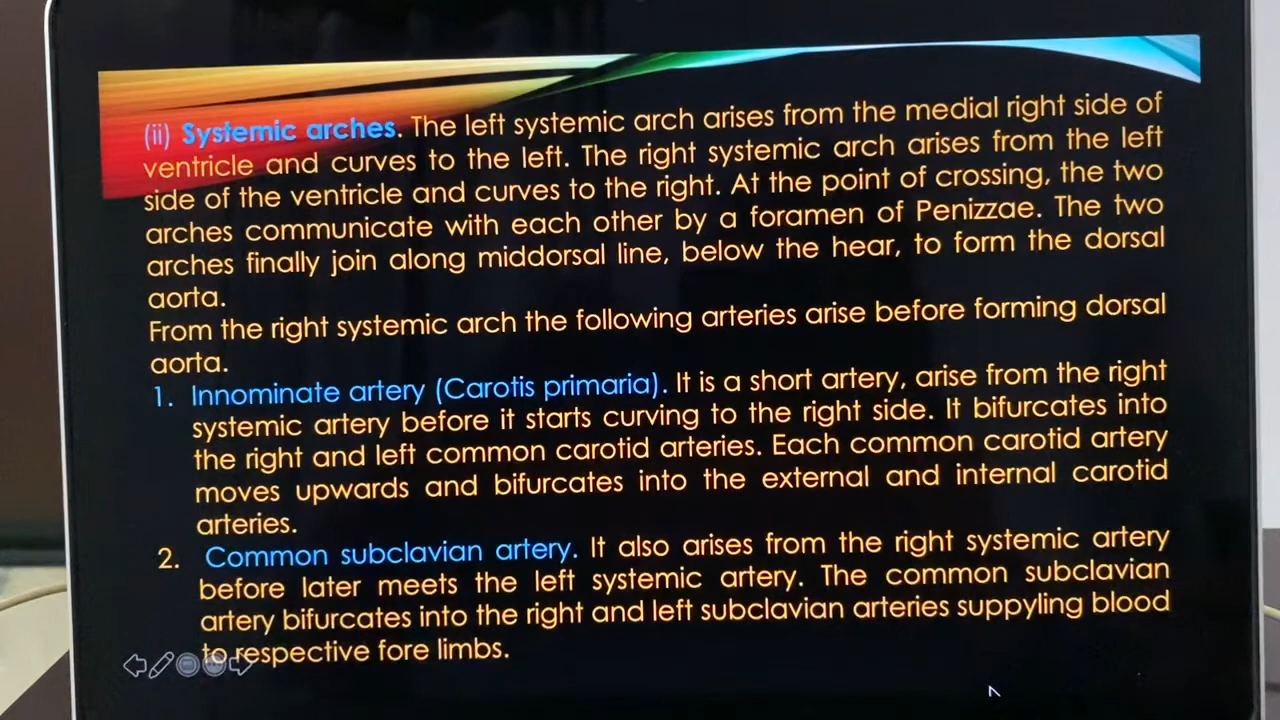 (ii) Systemic arches. The left systemic arch arises from the medial right side of
ventricle and curves to the left. The right systemic arch arises from the left
side of the ventricle and curves to the right. At the point of crossing, the two
arches communicate with each other by a foramen of Penizzae. The two
arches finally join along middorsal line, below the hear, to form the dorsal
aorta.
From the right systemic arch the following arteries arise before forming dorsal
aorta.
1. Innominate artery (Carotis primaria). It is a short artery, arise from the right
systemic artery before it starts curving to the right side. It bifurcates into
the right and left common carotid arteries. Each common carotid artery
moves upwards and bifurcates into the external and internal carotid
arteries.
2. Common subclavian artery. It also arises from the right systemic artery
before later meets the left systemic artery. The common subclavian
artery bifurcates into the right and left subclavian arteries suppyling blood
to respective fore limbs.